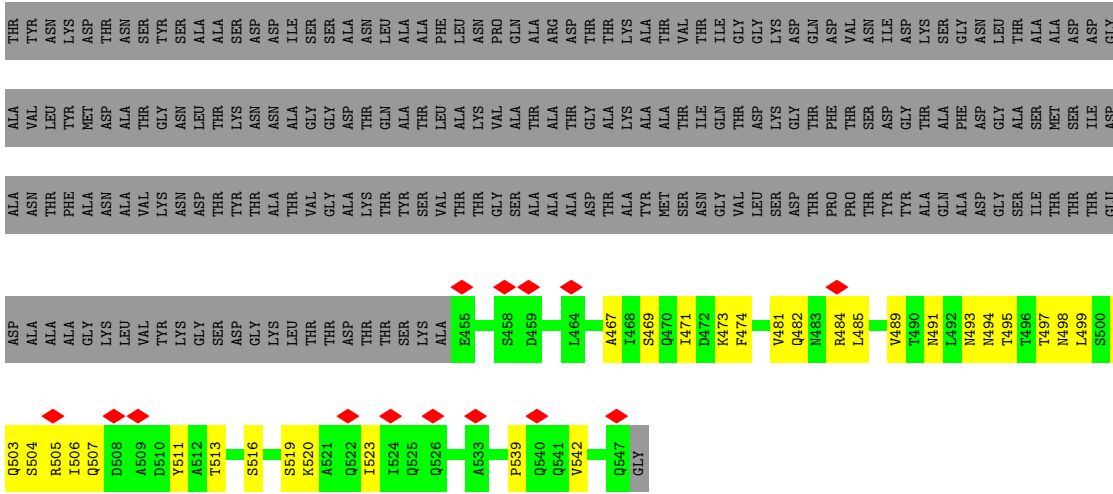 THR TYR ASN LYS ASP THR ASN SER TYR SER ALA ALA SER ASP ASP ILE SER SER ALA ASN LEU ALA ALA PHE LEU ASN PRO GLN ALA ARG ASP THR THR LYS ALA THR VAL THR ILE GLY GLY LYS ASP GLN ASP VAL ASN ILE ASP LYS SER GLY ASN LEU THR ALA ALA ASP ASP GLY
ALA VAL LEU TYR MET ASP ALA THR GLY ASN LEU THR LYS ASN ASN ALA GLY GLY ASP THR GLN ALA THR LEU ALA LYS VAL ALA THR ALA THR GLY ALA LYS ALA ALA THR ILE GLN THR ASP LYS GLY THR PHE THR SER ASP GLY THR ALA PHE ASP GLY ALA SER MET SER ILE ASP
ALA ASN THR PHE ALA ASN ALA VAL LYS ASN ASP THR TYR THR ALA THR VAL GLY ALA LYS THR TYR SER VAL THR THR GLY SER ALA ALA ALA ASP THR ALA TYR MET SER ASN GLY VAL LEU SER ASP THR PRO PRO THR TYR TYR ALA GLN ALA ASP GLY SER ILE THR THR THR GLU
ASP ALA ALA ALA GLY LYS LEU VAL TYR LYS GLY SER ASP GLY LYS LEU THR THR ASP THR THR SER LYS ALA E455 S458 D459 L464 A467 I468 S469 Q470 I471 D472 K473 F474 V481 Q482 N483 R484 L485 V489 T490 N491 L492 N493 N494 T495 T496 T497 N498 L499 S500
Q503 S504 R505 I506 Q507 D508 A509 D510 Y511 A512 T513 S516 S519 K520 A521 Q522 I523 I524 Q525 Q526 A533 P539 Q540 Q541 V542 Q547 GLY